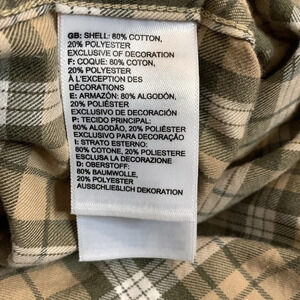 GB: SHELL: 80% COTTON,
20% POLYESTER
EXCLUSIVE OF DECORATION
F: COQUE: 80% COTON,
20% POLYESTER
À L'EXCEPTION DES
DÉCORATIONS
E: ARMAZÓN: 80% ALGODÓN,
20% POLIÉSTER
EXCLUSIVO DE DECORACIÓN
P: TECIDO PRINCIPAL:
80% ALGODÃO, 20% POLIÉSTER
EXCLUSIVO PARA DECORAÇÃO
I: STRATO ESTERNO:
80% COTONE, 20% POLIESTERE
ESCLUSA LA DECORAZIONE
D: OBERSTOFF:
80% BAUMWOLLE,
20% POLYESTER
AUSSCHLIEßLICH DEKORATION